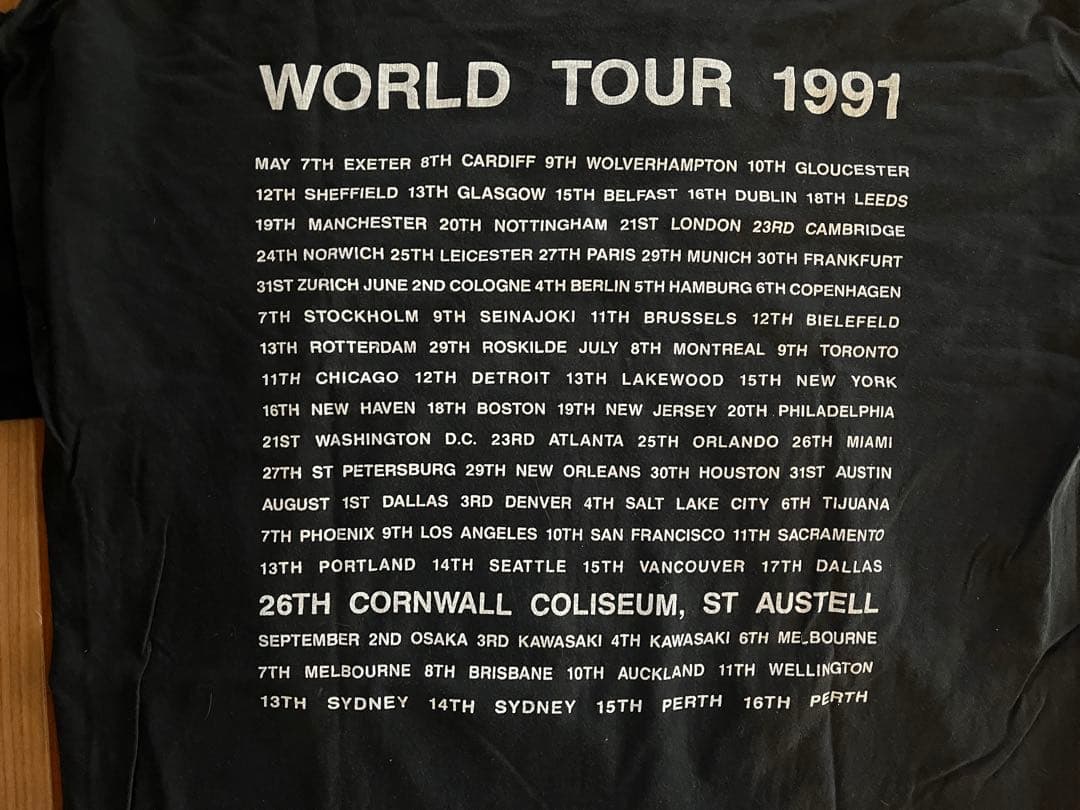 WORLD TOUR 1991
MAY 7TH EXETER 8TH CARDIFF 9TH WOLVERHAMPTON 10TH GLOUCESTER
12TH SHEFFIELD 13TH GLASGOW 15TH BELFAST 16TH DUBLIN 18TH LEEDS
19TH MANCHESTER 20TH NOTTINGHAM 21ST LONDON 23RD CAMBRIDGE
24TH NORWICH 25TH LEICESTER 27TH PARIS 29TH MUNICH 30TH FRANKFURT
31ST ZURICH JUNE 2ND COLOGNE 4TH BERLIN 5TH HAMBURG 6TH COPENHAGEN
7TH STOCKHOLM 9TH SEINAJOKI 11TH BRUSSELS 12TH BIELEFELD
13TH ROTTERDAM 29TH ROSKILDE JULY 8TH MONTREAL 9TH TORONTO
11TH CHICAGO 12TH DETROIT 13TH LAKEWOOD 15TH NEW YORK
16TH NEW HAVEN 18TH BOSTON 19TH NEW JERSEY 20TH PHILADELPHIA
21ST WASHINGTON D.C. 23RD ATLANTA 25TH ORLANDO 26TH MIAMI
27TH ST PETERSBURG 29TH NEW ORLEANS 30TH HOUSTON 31ST AUSTIN
AUGUST 1ST DALLAS 3RD DENVER 4TH SALT LAKE CITY 6TH TIJUANA
7TH PHOENIX 9TH LOS ANGELES 10TH SAN FRANCISCO 11TH SACRAMENTO
13TH PORTLAND 14TH SEATTLE 15TH VANCOUVER 17TH DALLAS
26TH CORNWALL COLISEUM, ST AUSTELL
SEPTEMBER 2ND OSAKA 3RD KAWASAKI 4TH KAWASAKI 6TH MELBOURNE
7TH MELBOURNE 8TH BRISBANE 10TH AUCKLAND 11TH WELLINGTON
13TH SYDNEY 14TH SYDNEY 15TH PERTH 16TH PERTH